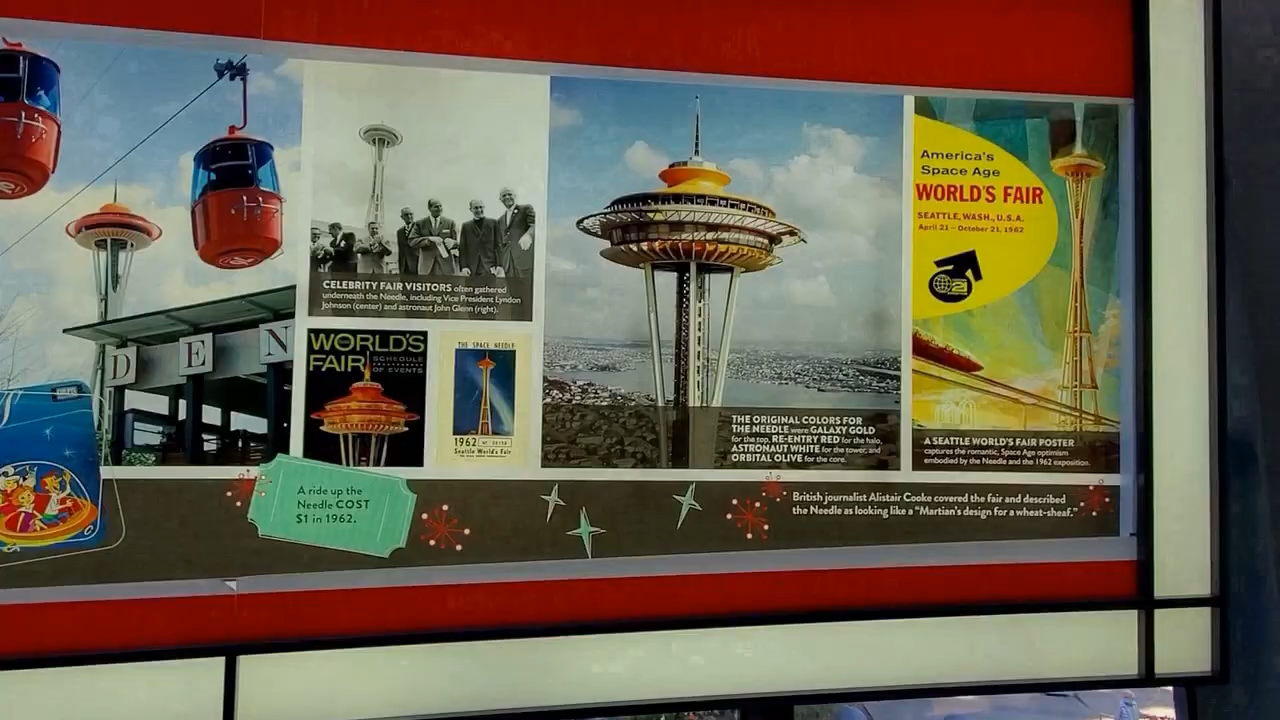 D E N
CELEBRITY FAIR VISITORS often gathered
underneath the Needle, including Vice President Lyndon
Johnson (center) and astronaut John Glenn (right).
WORLD'S
FAIR
SCHEDULE
OF EVENTS
THE SPACE NEEDLE
1962
Seattle World's Fair
THE ORIGINAL COLORS FOR
THE NEEDLE were GALAXY GOLD
for the top, RE-ENTRY RED for the halo,
ASTRONAUT WHITE for the tower, and
ORBITAL OLIVE for the core.
America's
Space Age
WORLD'S FAIR
SEATTLE, WASH., U.S.A.
April 21 – October 21, 1962
21
A SEATTLE WORLD'S FAIR POSTER
captures the romantic, Space Age optimism
embodied by the Needle and the 1962 exposition.
A ride up the
Needle COST
$1 in 1962.
British journalist Alistair Cooke covered the fair and described
the Needle as looking like a "Martian's design for a wheat-sheaf."